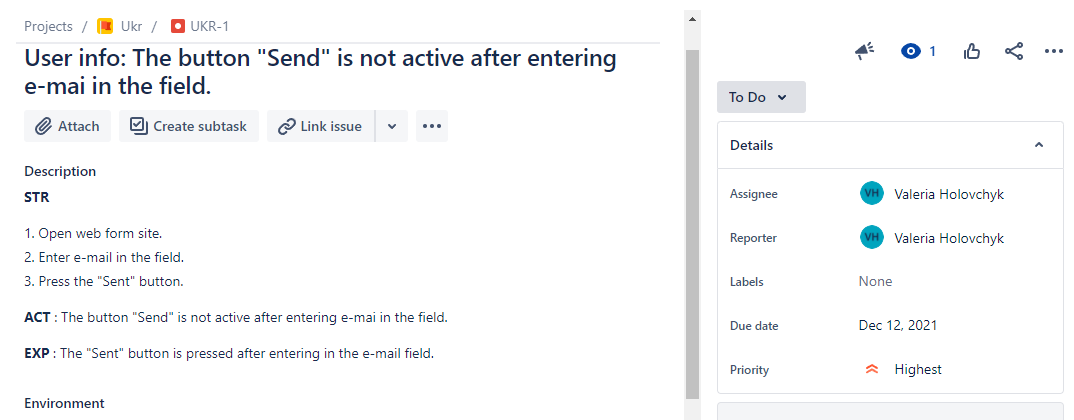 Projects / Ukr / UKR-1
User info: The button "Send" is not active after entering
e-mai in the field.
Attach
Create subtask
Link issue
Description
STR
1. Open web form site.
2. Enter e-mail in the field.
3. Press the "Sent" button.
ACT : The button "Send" is not active after entering e-mai in the field.
EXP : The "Sent" button is pressed after entering in the e-mail field.
Environment
1
To Do
Details
Assignee VH Valeria Holovchyk
Reporter VH Valeria Holovchyk
Labels None
Due date Dec 12, 2021
Priority Highest